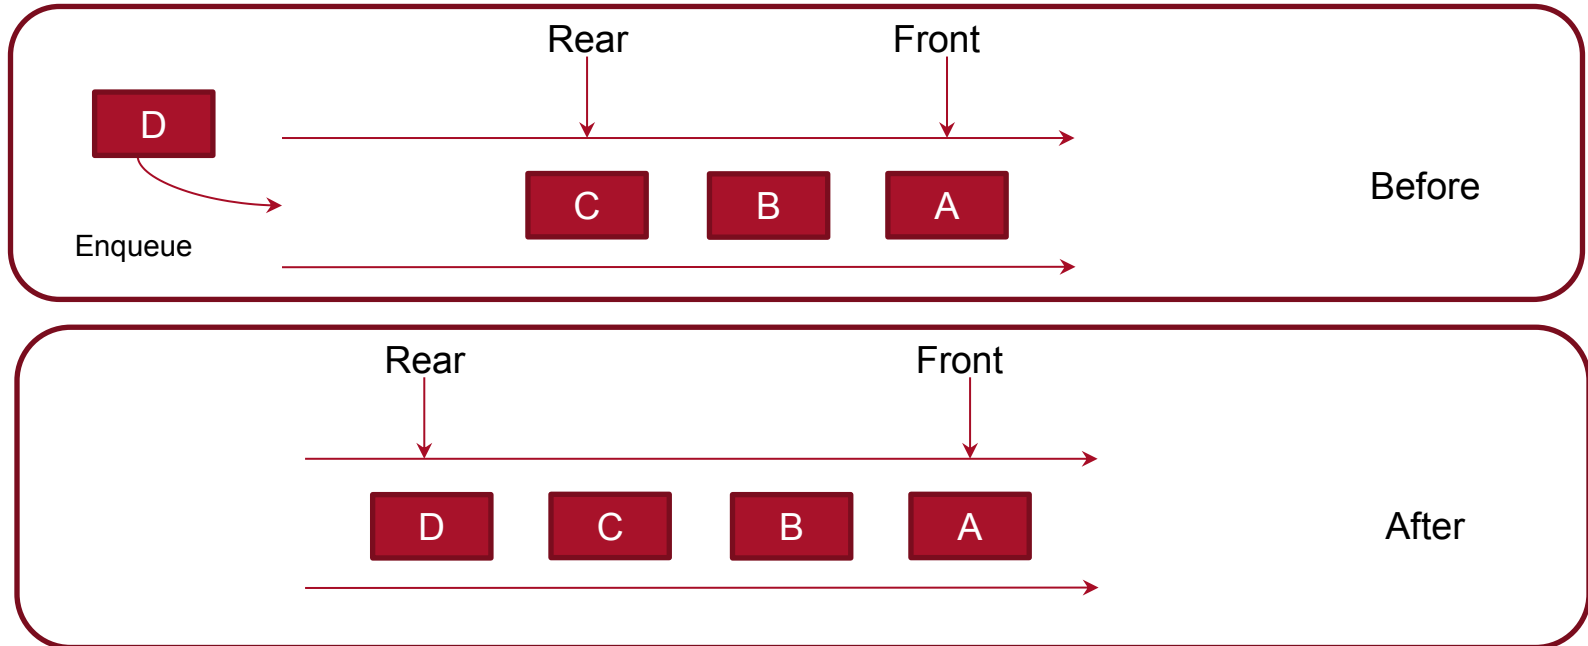 Rear Front
D
C B A
Before
Enqueue
Rear Front
D C B A
After